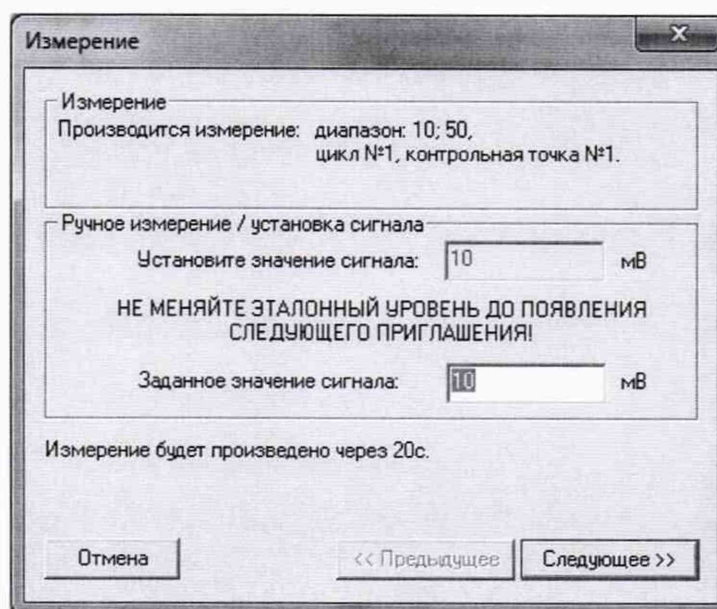 Измерение
Измерение
Производится измерение: диапазон: 10; 50,
цикл №1, контрольная точка №1.
Ручное измерение / установка сигнала
Установите значение сигнала: 10 мВ
НЕ МЕНЯЙТЕ ЭТАЛОННЫЙ УРОВЕНЬ ДО ПОЯВЛЕНИЯ
СЛЕДУЮЩЕГО ПРИГЛАШЕНИЯ!
Заданное значение сигнала: 10 мВ
Измерение будет произведено через 20с.
Отмена << Предыдущее Следующее >>